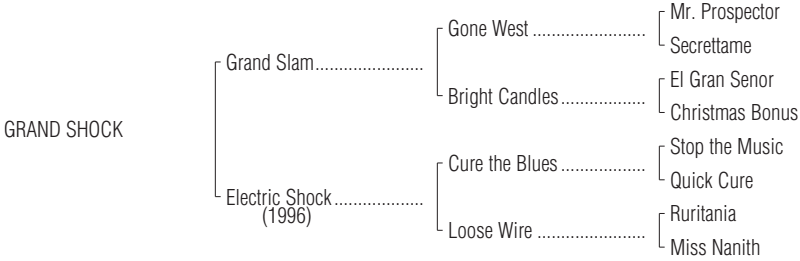 Mr. Prospector
Gone West ........................
Secrettame
Grand Slam........................
El Gran Senor
Bright Candles..................
Christmas Bonus
GRAND SHOCK
Stop the Music
Cure the Blues ..................
Quick Cure
Electric Shock....................
(1996)
Ruritania
Loose Wire .......................
Miss Nanith